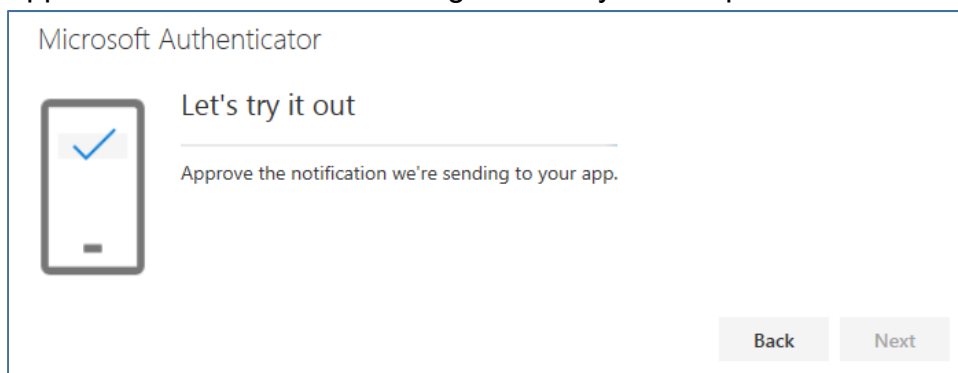 Microsoft Authenticator
Let's try it out
Approve the notification we're sending to your app.
Back Next